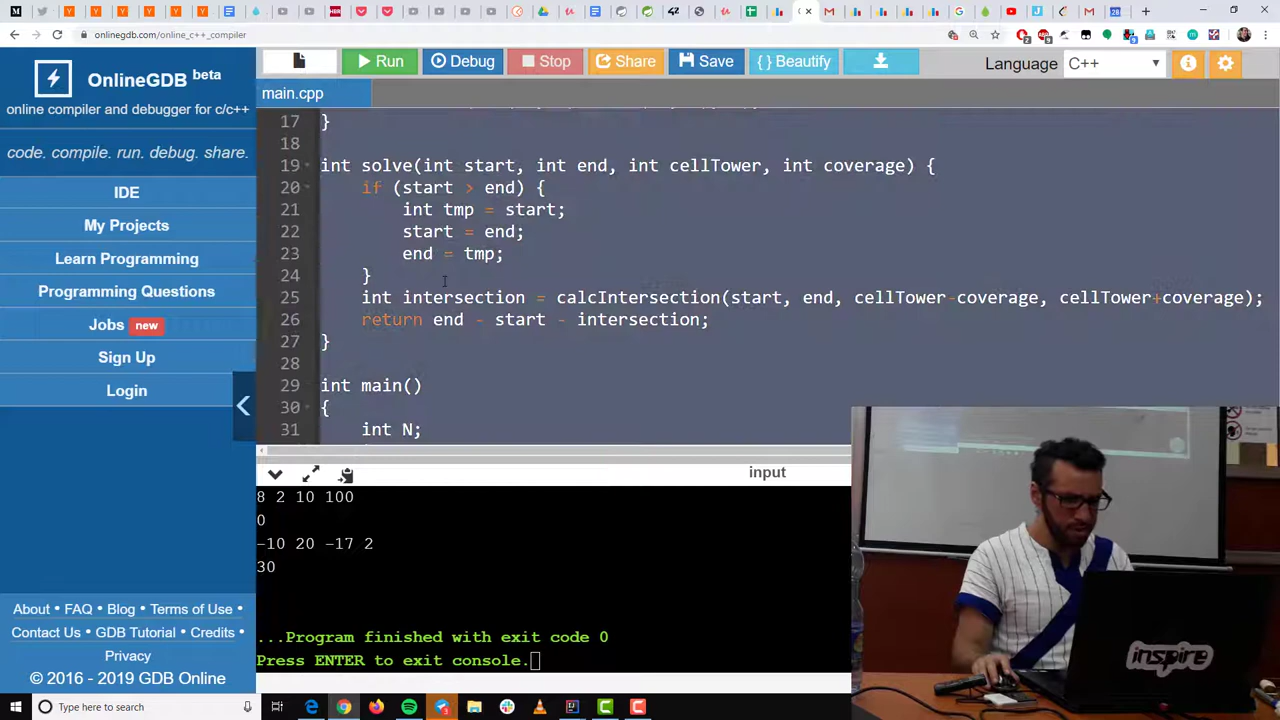 onlinegdb.com/online_c++_compiler
OnlineGDB beta
online compiler and debugger for c/c++
code. compile. run. debug. share.
IDE
My Projects
Learn Programming
Programming Questions
Jobs new
Sign Up
Login
About • FAQ • Blog • Terms of Use •
Contact Us • GDB Tutorial • Credits •
Privacy
© 2016 - 2019 GDB Online
Run
Debug
Stop
Share
Save
{ } Beautify
Language
C++
main.cpp
17 }
18
19 int solve(int start, int end, int cellTower, int coverage) {
20 if (start > end) {
21 int tmp = start;
22 start = end;
23 end = tmp;
24 }
25 int intersection = calcIntersection(start, end, cellTower-coverage, cellTower+coverage);
26 return end - start - intersection;
27 }
28
29 int main()
30 {
31 int N;
input
8 2 10 100
0
-10 20 -17 2
30
...Program finished with exit code 0
Press ENTER to exit console.
inspire
Type here to search